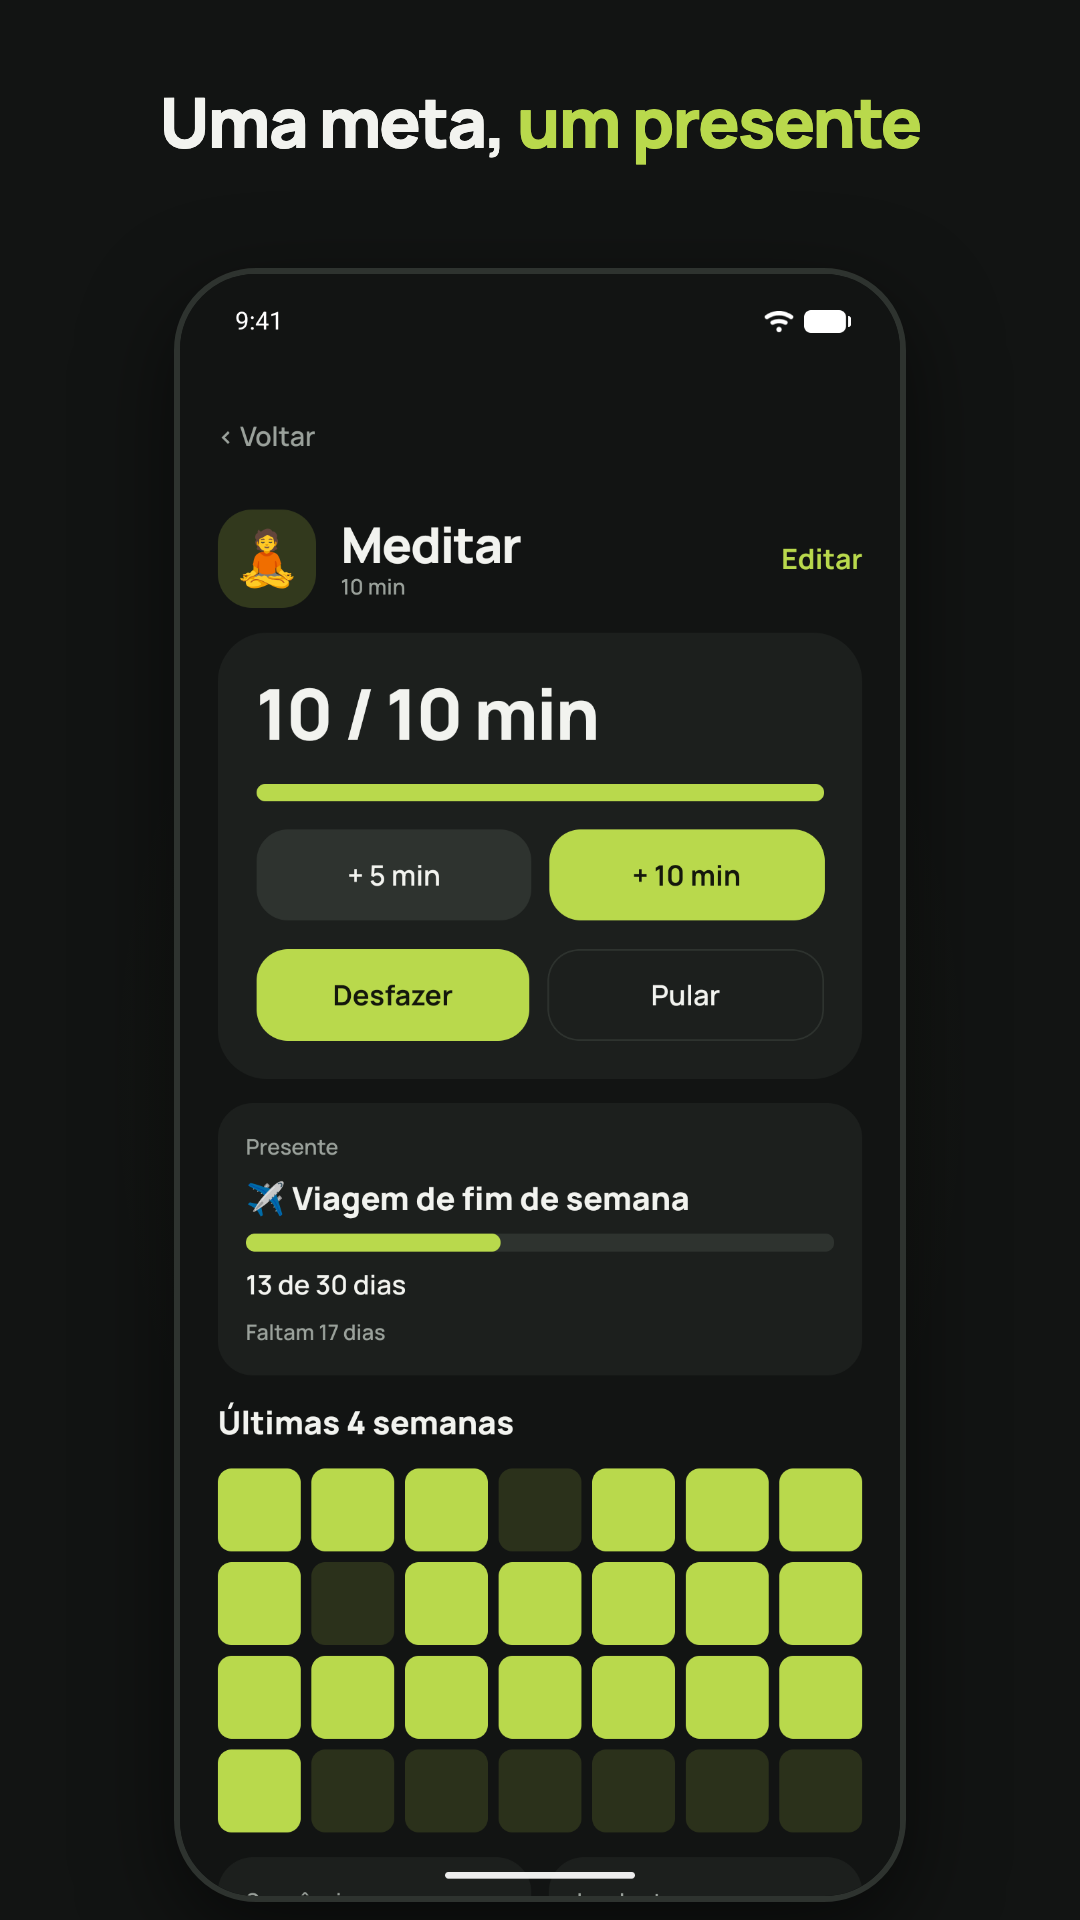 Uma meta, um presente
9:41
‹ Voltar
Meditar
10 min
Editar
10 / 10 min
+ 5 min
+ 10 min
Desfazer
Pular
Presente
Viagem de fim de semana
13 de 30 dias
Faltam 17 dias
Últimas 4 semanas